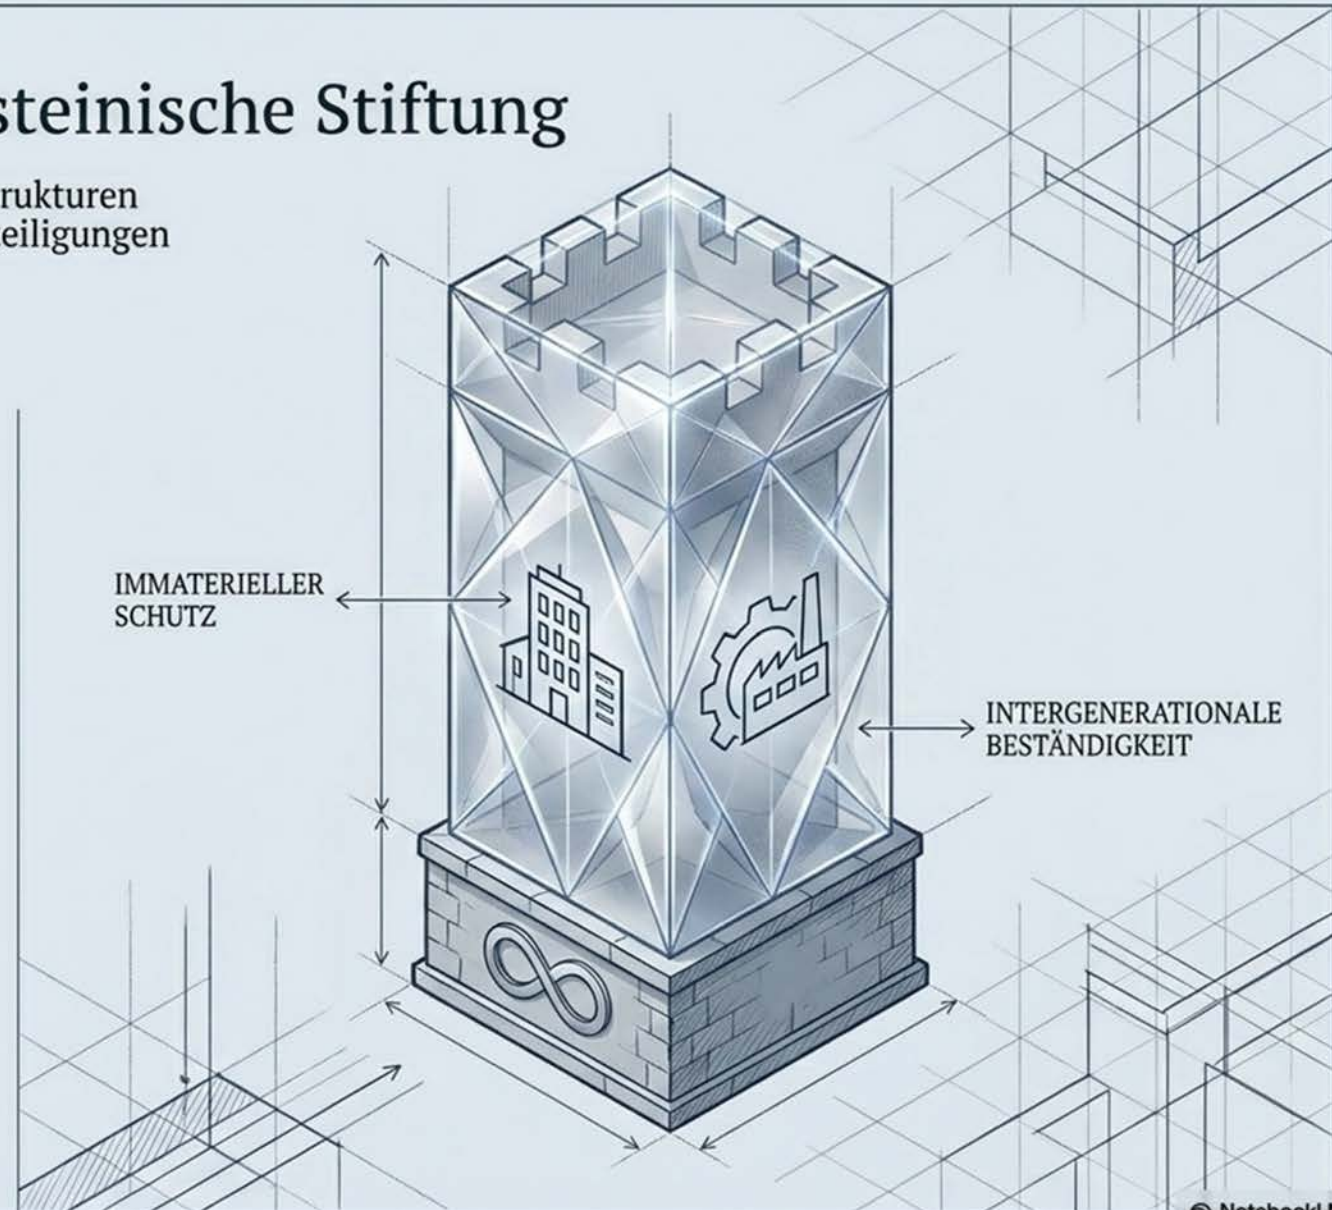 steinische Stiftung
rukturen
eiligungen
IMMATERIELLER
SCHUTZ
INTERGENERATIONALE
BESTÄNDIGKEIT